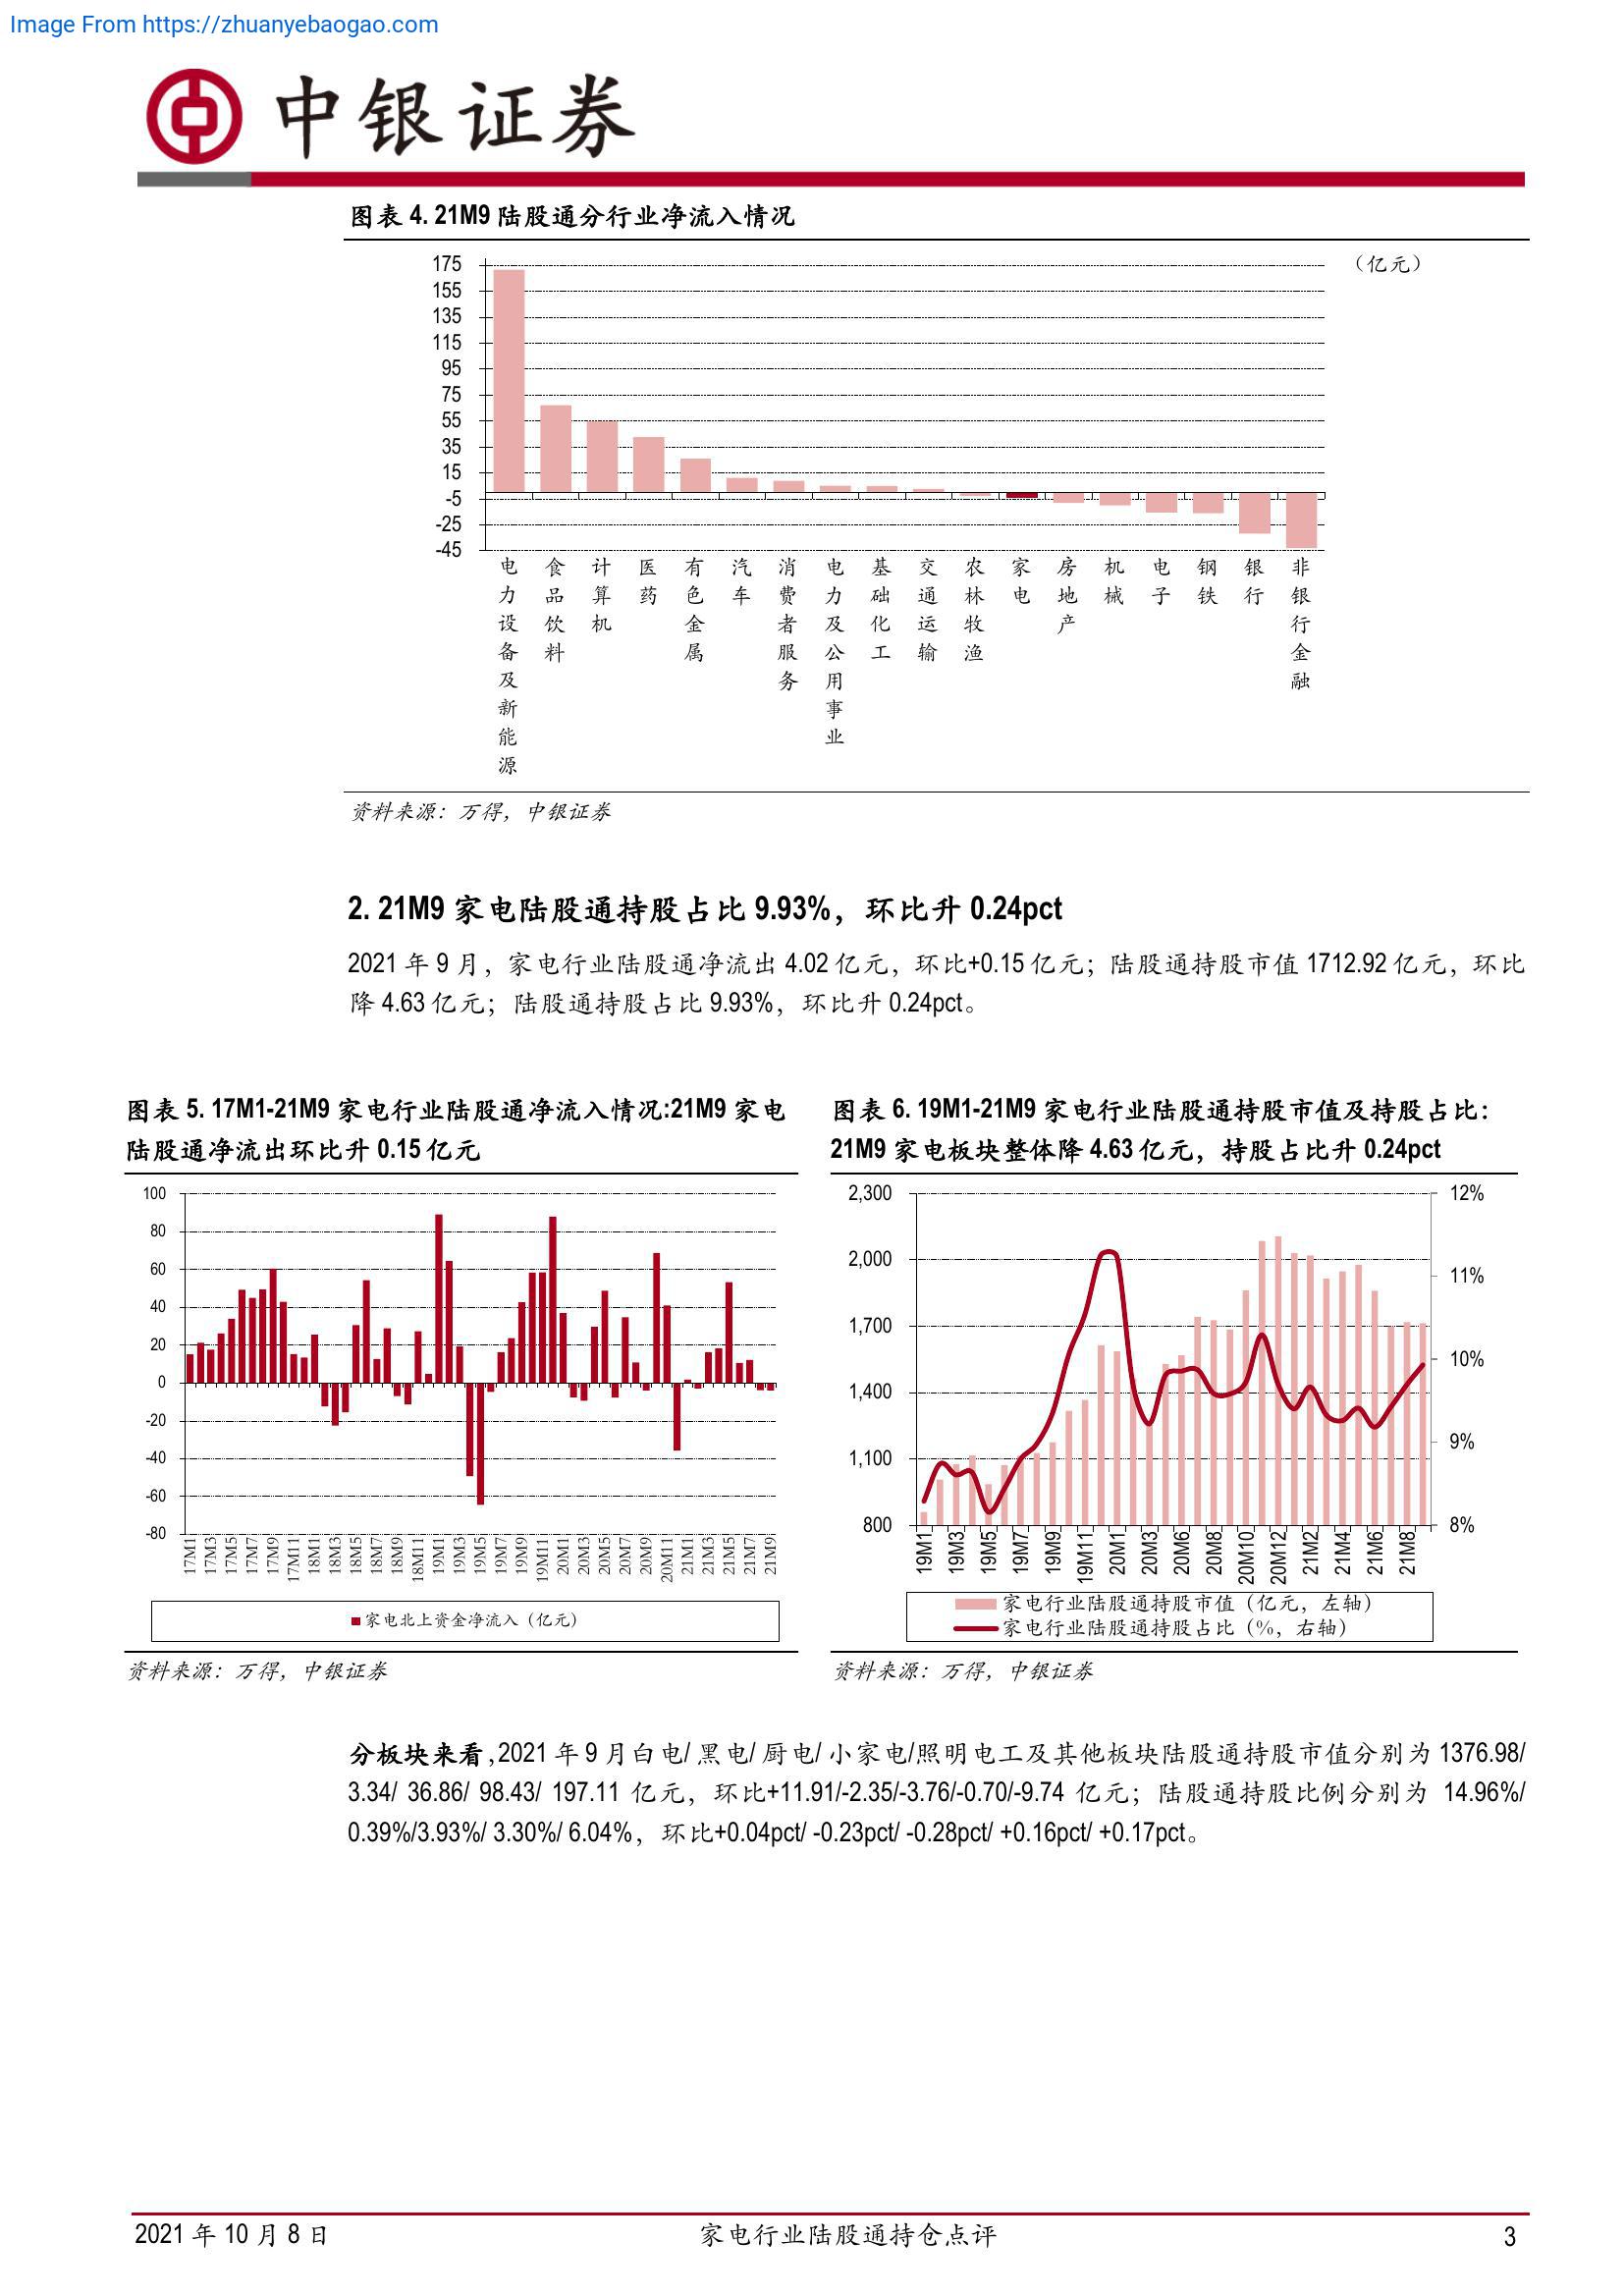 Image From https://zhuanyebaogao.com
中银证券
图表 4. 21M9 陆股通分行业净流入情况
（亿元）
175
155
135
115
95
75
55
35
15
-5
-25
-45
电力设备及新能源
食品饮料
计算机
医药
有色金属
汽车
消费者服务
电力及公用事业
基础化工
交通运输
农林牧渔
家电
房地产
机械
电子
钢铁
银行
非银行金融
资料来源：万得，中银证券
2. 21M9 家电陆股通持股占比 9.93%，环比升 0.24pct
2021 年 9 月，家电行业陆股通净流出 4.02 亿元，环比+0.15 亿元；陆股通持股市值 1712.92 亿元，环比
降 4.63 亿元；陆股通持股占比 9.93%，环比升 0.24pct。
图表 5. 17M1-21M9 家电行业陆股通净流入情况:21M9 家电
陆股通净流出环比升 0.15 亿元
100
80
60
40
20
0
-20
-40
-60
-80
17M1
17M3
17M5
17M7
17M9
17M11
18M1
18M3
18M5
18M7
18M9
18M11
19M1
19M3
19M5
19M7
19M9
19M11
20M1
20M3
20M5
20M7
20M9
20M11
21M1
21M3
21M5
21M7
21M9
家电北上资金净流入（亿元）
资料来源：万得，中银证券
图表 6. 19M1-21M9 家电行业陆股通持股市值及持股占比：
21M9 家电板块整体降 4.63 亿元，持股占比升 0.24pct
2,300
2,000
1,700
1,400
1,100
800
12%
11%
10%
9%
8%
19M1
19M3
19M5
19M7
19M9
19M11
20M1
20M3
20M6
20M8
20M10
20M12
21M2
21M4
21M6
21M8
家电行业陆股通持股市值（亿元，左轴）
家电行业陆股通持股占比（%，右轴）
资料来源：万得，中银证券
分板块来看,2021 年 9 月白电/ 黑电/ 厨电/ 小家电/照明电工及其他板块陆股通持股市值分别为 1376.98/
3.34/ 36.86/ 98.43/ 197.11 亿元，环比+11.91/-2.35/-3.76/-0.70/-9.74 亿元；陆股通持股比例分别为 14.96%/
0.39%/3.93%/ 3.30%/ 6.04%，环比+0.04pct/ -0.23pct/ -0.28pct/ +0.16pct/ +0.17pct。
2021 年 10 月 8 日
家电行业陆股通持仓点评
3